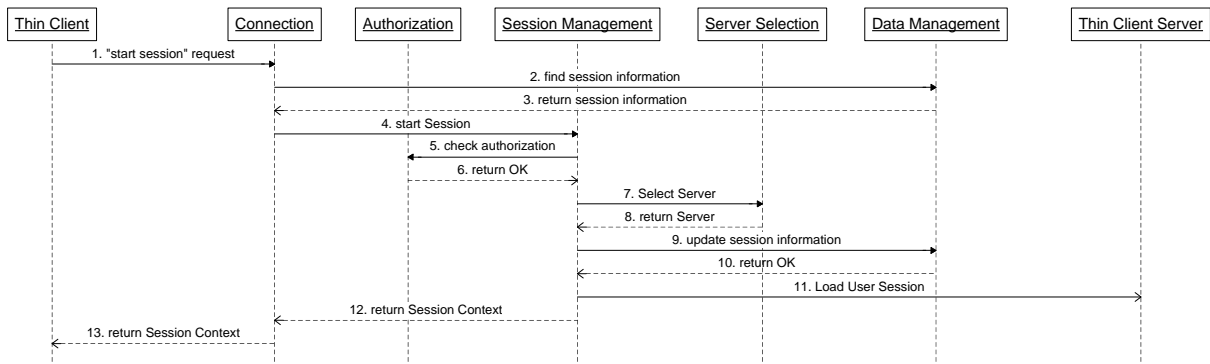 Thin Client
Connection
Authorization
Session Management
Server Selection
Data Management
Thin Client Server
1. "start session" request
2. find session information
3. return session information
4. start Session
5. check authorization
6. return OK
7. Select Server
8. return Server
9. update session information
10. return OK
11. Load User Session
12. return Session Context
13. return Session Context